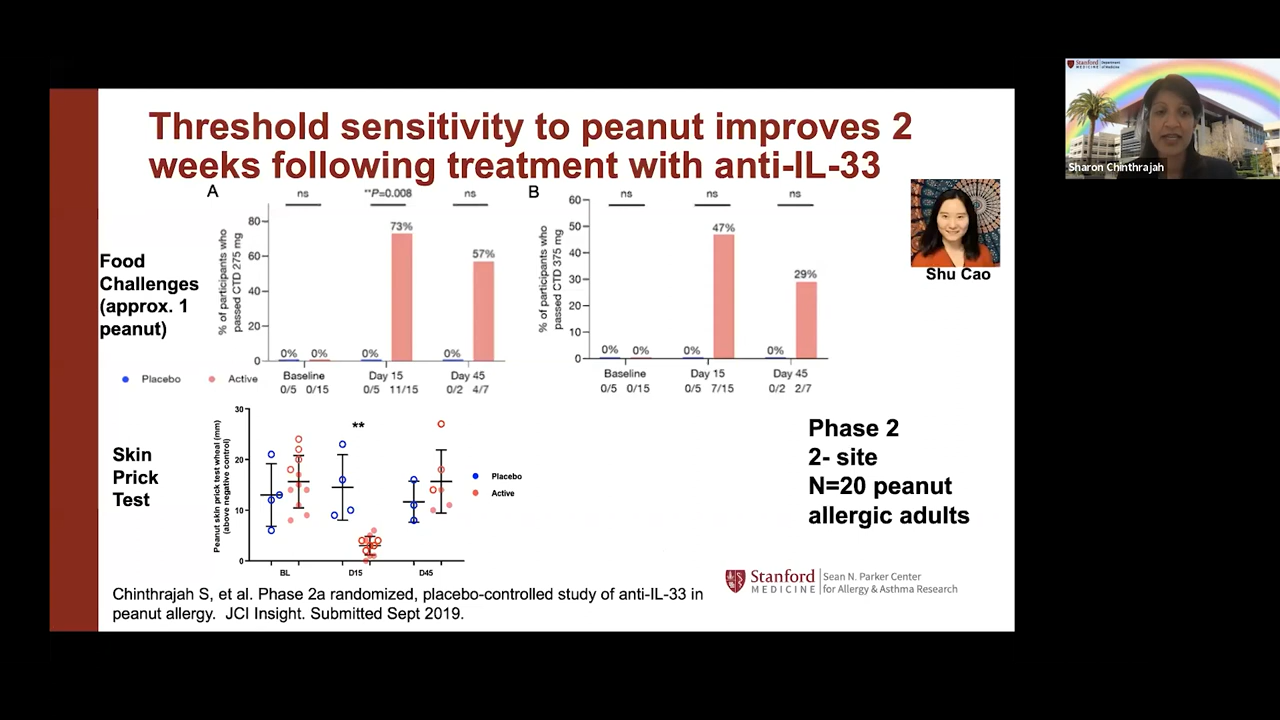 Threshold sensitivity to peanut improves 2
weeks following treatment with anti-IL-33
Stanford
MEDICINE
Department
of Medicine
Sharon Chinthrajah
Shu Cao
Food
Challenges
(approx. 1
peanut)
A
% of participants who
passed CTD 275 mg
ns
**P=0.008
ns
80
60
40
20
0
0% 0%
0% 73%
0% 57%
Baseline Day 15 Day 45
0/5 0/15 0/5 11/15 0/2 4/7
Placebo Active
B
% of participants who
passed CTD 375 mg
ns
ns
ns
60
50
40
30
20
10
0
0% 0%
0% 47%
0% 29%
Baseline Day 15 Day 45
0/5 0/15 0/5 7/15 0/2 2/7
Skin
Prick
Test
Peanut skin prick test wheal (mm)
(above negative control)
30
20
10
0
**
BL D15 D45
Placebo
Active
Phase 2
2- site
N=20 peanut
allergic adults
Stanford
MEDICINE
Sean N. Parker Center
for Allergy & Asthma Research
Chinthrajah S, et al. Phase 2a randomized, placebo-controlled study of anti-IL-33 in
peanut allergy. JCI Insight. Submitted Sept 2019.